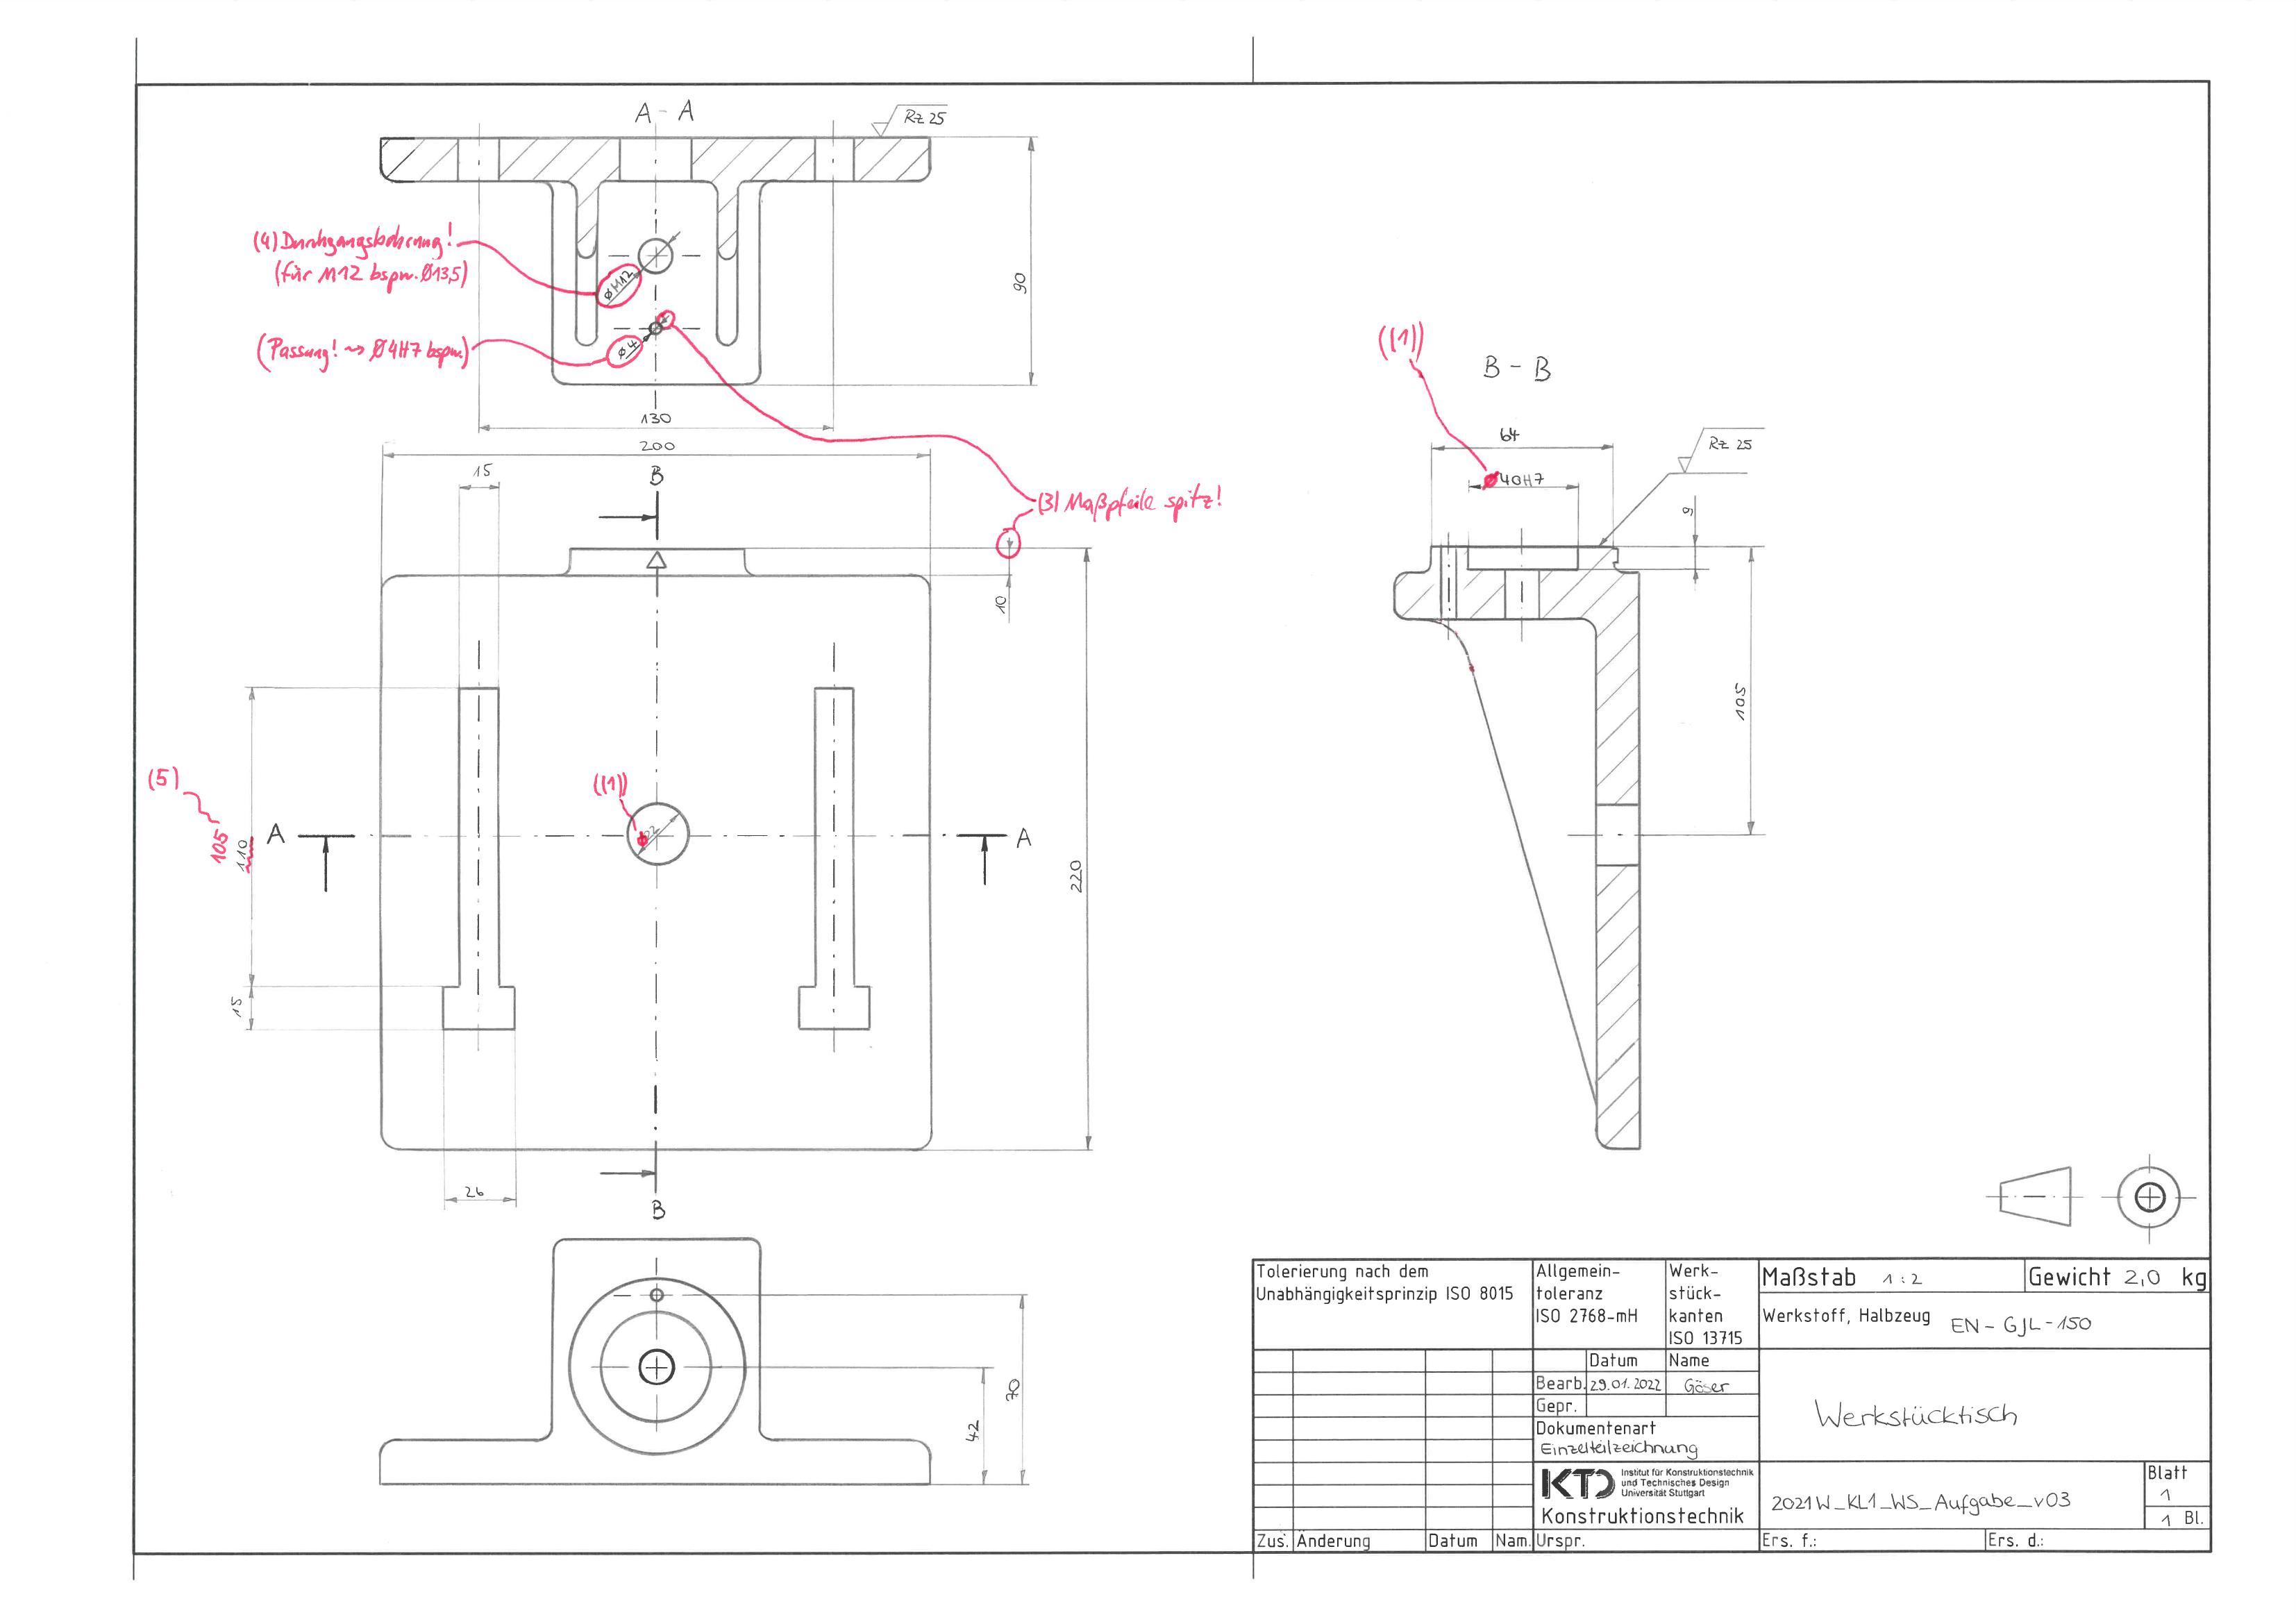 A - A
Rz 25
(4) Durchgangsbohrung!
(für M12 bspw. Ø13,5)
ØM12
(Passung! ~> Ø4H7 bspw.)
Ø4
90
130
200
15
B
(3) Maßpfeile spitz!
10
((1))
B - B
64
Rz 25
Ø40H7
9
105
(5)
105
110
A
((1))
Ø22
A
220
15
26
B
70
42
Tolerierung nach dem
Unabhängigkeitsprinzip ISO 8015
Allgemein-
toleranz
ISO 2768-mH
Werk-
stück-
kanten
ISO 13715
Maßstab 1:2
Gewicht 2,0 kg
Werkstoff, Halbzeug EN-GJL-150
Datum Name
Bearb. 29.01.2022 Göser
Gepr.
Dokumentenart
Einzelteilzeichnung
Werkstücktisch
KTD
Institut für Konstruktionstechnik
und Technisches Design
Universität Stuttgart
Konstruktionstechnik
2021W_KL1_WS_Aufgabe_v03
Blatt
1
1 Bl.
Zus. Änderung Datum Nam. Urspr.
Ers. f.: Ers. d.: